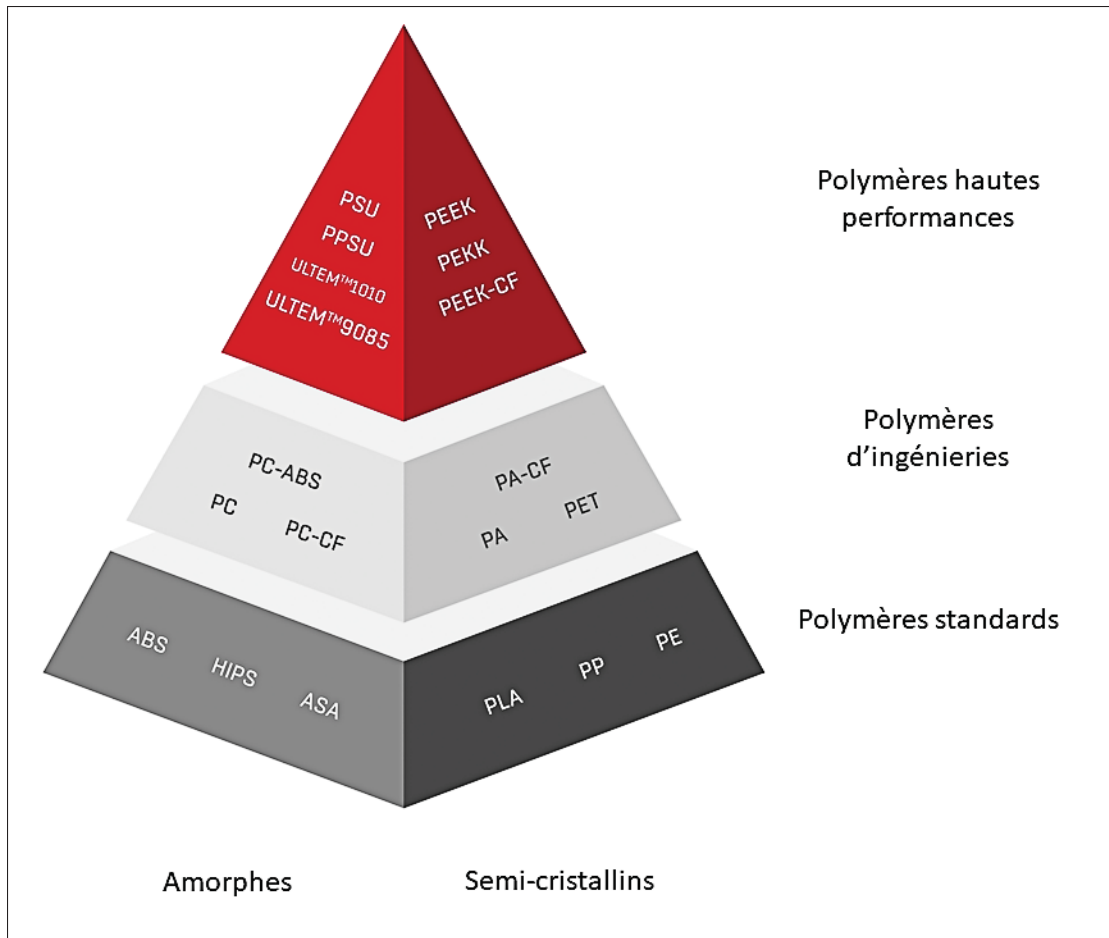 PSU
PPSU
ULTEM™1010
ULTEM™9085
PEEK
PEKK
PEEK-CF
Polymères hautes
performances
PC-ABS
PC
PC-CF
PA-CF
PA
PET
Polymères
d’ingénieries
ABS
HIPS
ASA
PLA
PP
PE
Polymères standards
Amorphes
Semi-cristallins